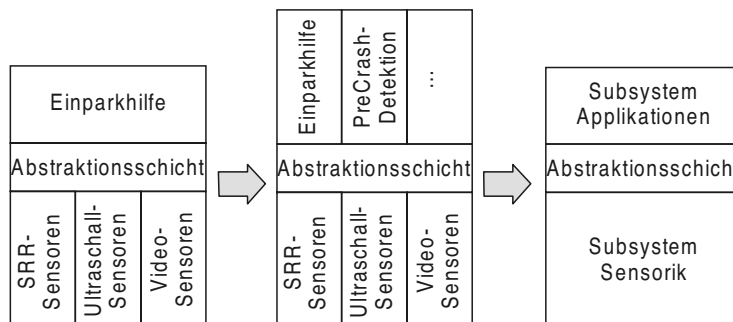 Einparkhilfe
Abstraktionsschicht
SRR-
Sensoren
Ultraschall-
Sensoren
Video-
Sensoren
Einparkhilfe
PreCrash-
Detektion
...
Abstraktionsschicht
SRR-
Sensoren
Ultraschall-
Sensoren
Video-
Sensoren
Subsystem
Applikationen
Abstraktionsschich
Subsystem
Sensorik